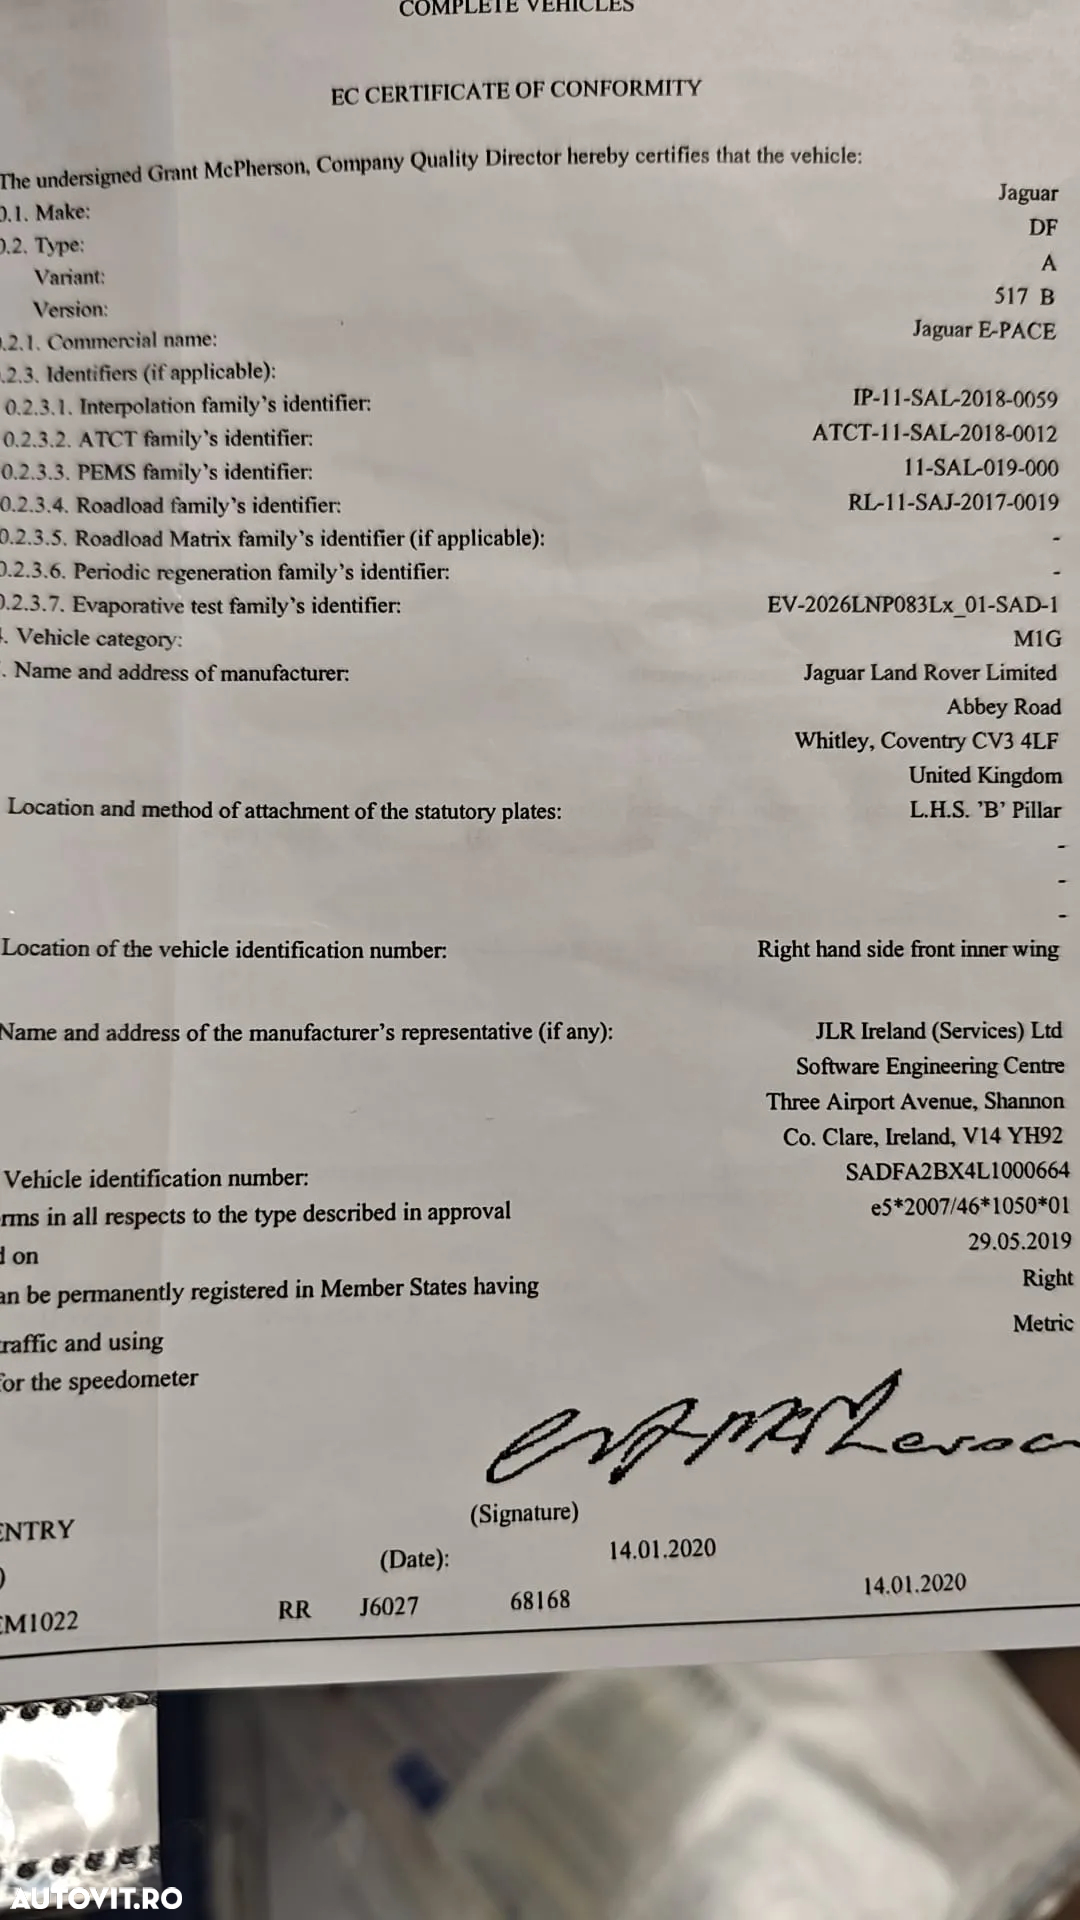 COMPLETE VEHICLES
EC CERTIFICATE OF CONFORMITY
The undersigned Grant McPherson, Company Quality Director hereby certifies that the vehicle:
0.1. Make: Jaguar
0.2. Type: DF
Variant: A
Version: 517 B
.2.1. Commercial name: Jaguar E-PACE
.2.3. Identifiers (if applicable):
0.2.3.1. Interpolation family's identifier: IP-11-SAL-2018-0059
0.2.3.2. ATCT family's identifier: ATCT-11-SAL-2018-0012
0.2.3.3. PEMS family's identifier: 11-SAL-019-000
0.2.3.4. Roadload family's identifier: RL-11-SAJ-2017-0019
0.2.3.5. Roadload Matrix family's identifier (if applicable): -
0.2.3.6. Periodic regeneration family's identifier: -
0.2.3.7. Evaporative test family's identifier: EV-2026LNP083Lx_01-SAD-1
. Vehicle category: M1G
. Name and address of manufacturer: Jaguar Land Rover Limited
Abbey Road
Whitley, Coventry CV3 4LF
United Kingdom
Location and method of attachment of the statutory plates: L.H.S. 'B' Pillar
-
-
-
Location of the vehicle identification number: Right hand side front inner wing
Name and address of the manufacturer's representative (if any): JLR Ireland (Services) Ltd
Software Engineering Centre
Three Airport Avenue, Shannon
Co. Clare, Ireland, V14 YH92
Vehicle identification number: SADFA2BX4L1000664
rms in all respects to the type described in approval e5*2007/46*1050*01
d on 29.05.2019
an be permanently registered in Member States having Right
raffic and using Metric
for the speedometer
(Signature)
ENTRY
(Date): 14.01.2020
)
EM1022 RR J6027 68168 14.01.2020
AUTOVIT.RO